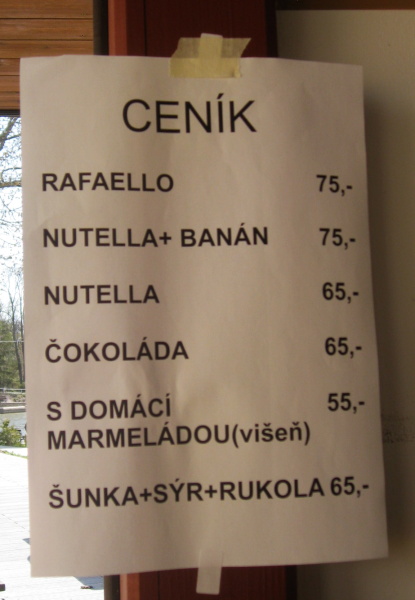 CENÍK
RAFAELLO 75,-
NUTELLA+ BANÁN 75,-
NUTELLA 65,-
ČOKOLÁDA 65,-
S DOMÁCÍ 55,-
MARMELÁDOU(višeň)
ŠUNKA+SÝR+RUKOLA 65,-